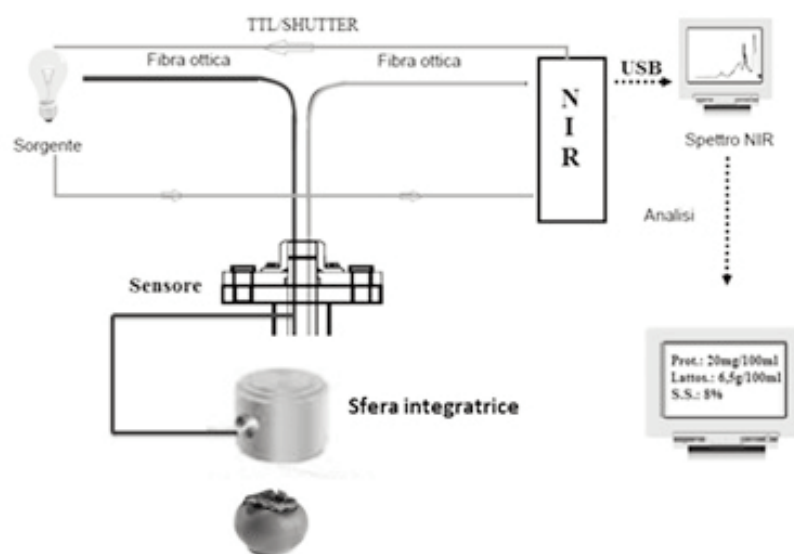 TTL/SHUTTER
Fibra ottica
Fibra ottica
Sorgente
NIR
USB
Spettro NIR
Analisi
Sensore
Sfera integratrice
Prot.: 20mg/100ml
Lattos.: 6,5g/100ml
S.S.: 8%